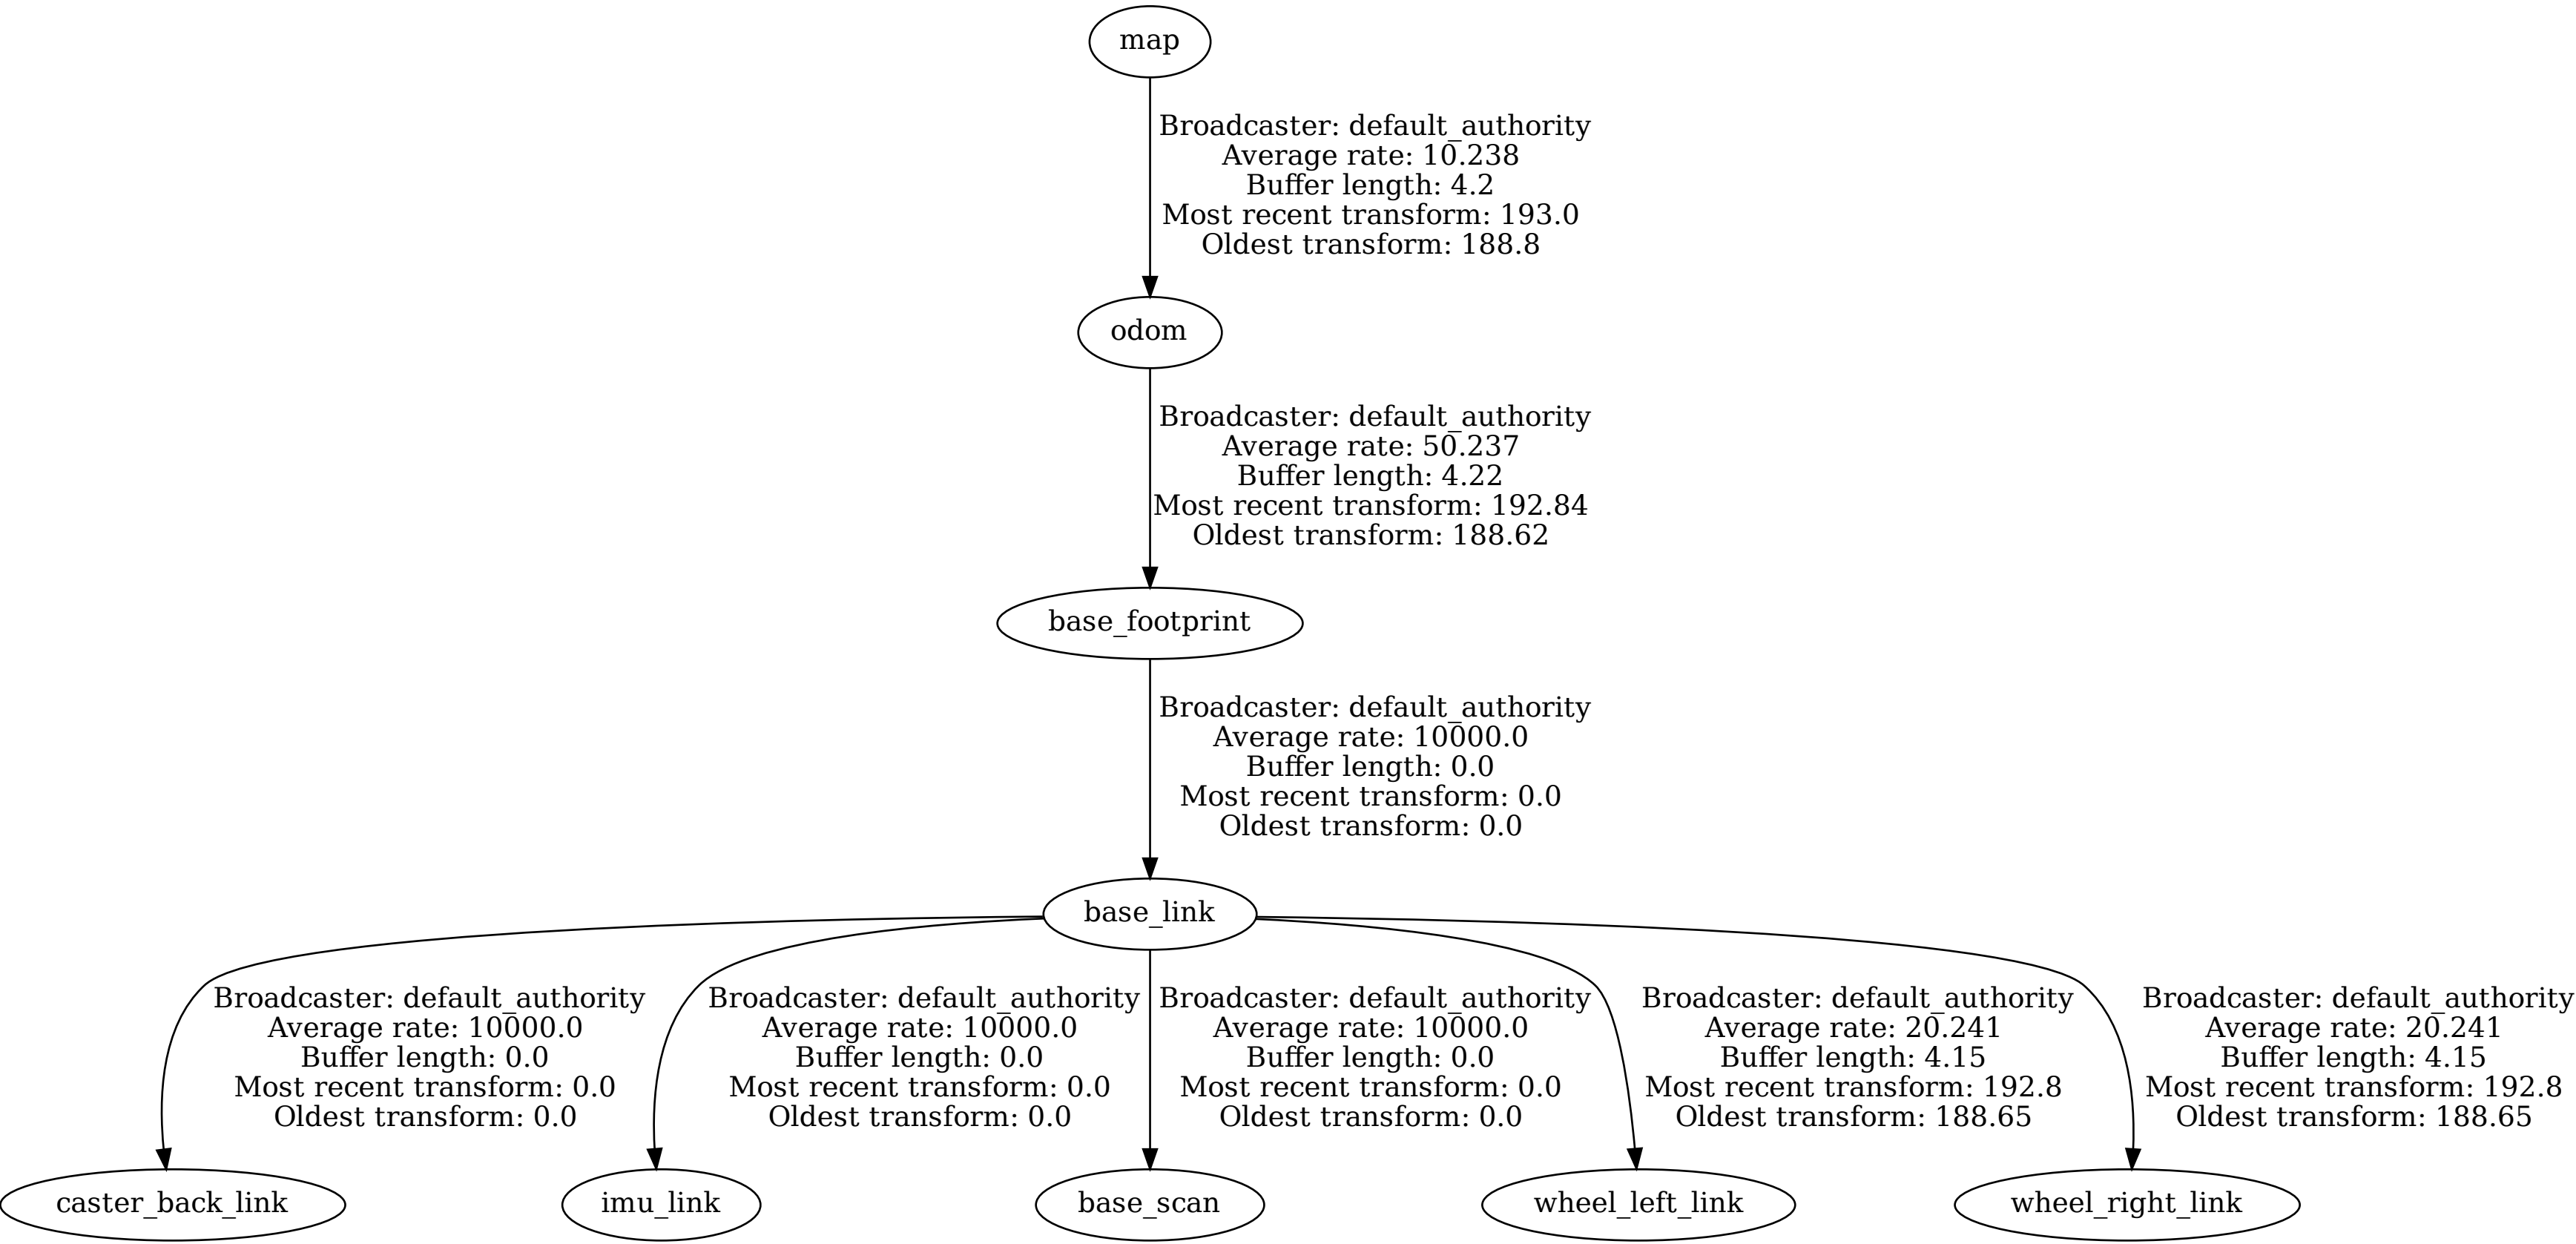 map
Broadcaster: default_authority
Average rate: 10.238
Buffer length: 4.2
Most recent transform: 193.0
Oldest transform: 188.8
odom
Broadcaster: default_authority
Average rate: 50.237
Buffer length: 4.22
Most recent transform: 192.84
Oldest transform: 188.62
base_footprint
Broadcaster: default_authority
Average rate: 10000.0
Buffer length: 0.0
Most recent transform: 0.0
Oldest transform: 0.0
base_link
Broadcaster: default_authority
Average rate: 10000.0
Buffer length: 0.0
Most recent transform: 0.0
Oldest transform: 0.0
Broadcaster: default_authority
Average rate: 10000.0
Buffer length: 0.0
Most recent transform: 0.0
Oldest transform: 0.0
Broadcaster: default_authority
Average rate: 10000.0
Buffer length: 0.0
Most recent transform: 0.0
Oldest transform: 0.0
Broadcaster: default_authority
Average rate: 20.241
Buffer length: 4.15
Most recent transform: 192.8
Oldest transform: 188.65
Broadcaster: default_authority
Average rate: 20.241
Buffer length: 4.15
Most recent transform: 192.8
Oldest transform: 188.65
caster_back_link
imu_link
base_scan
wheel_left_link
wheel_right_link